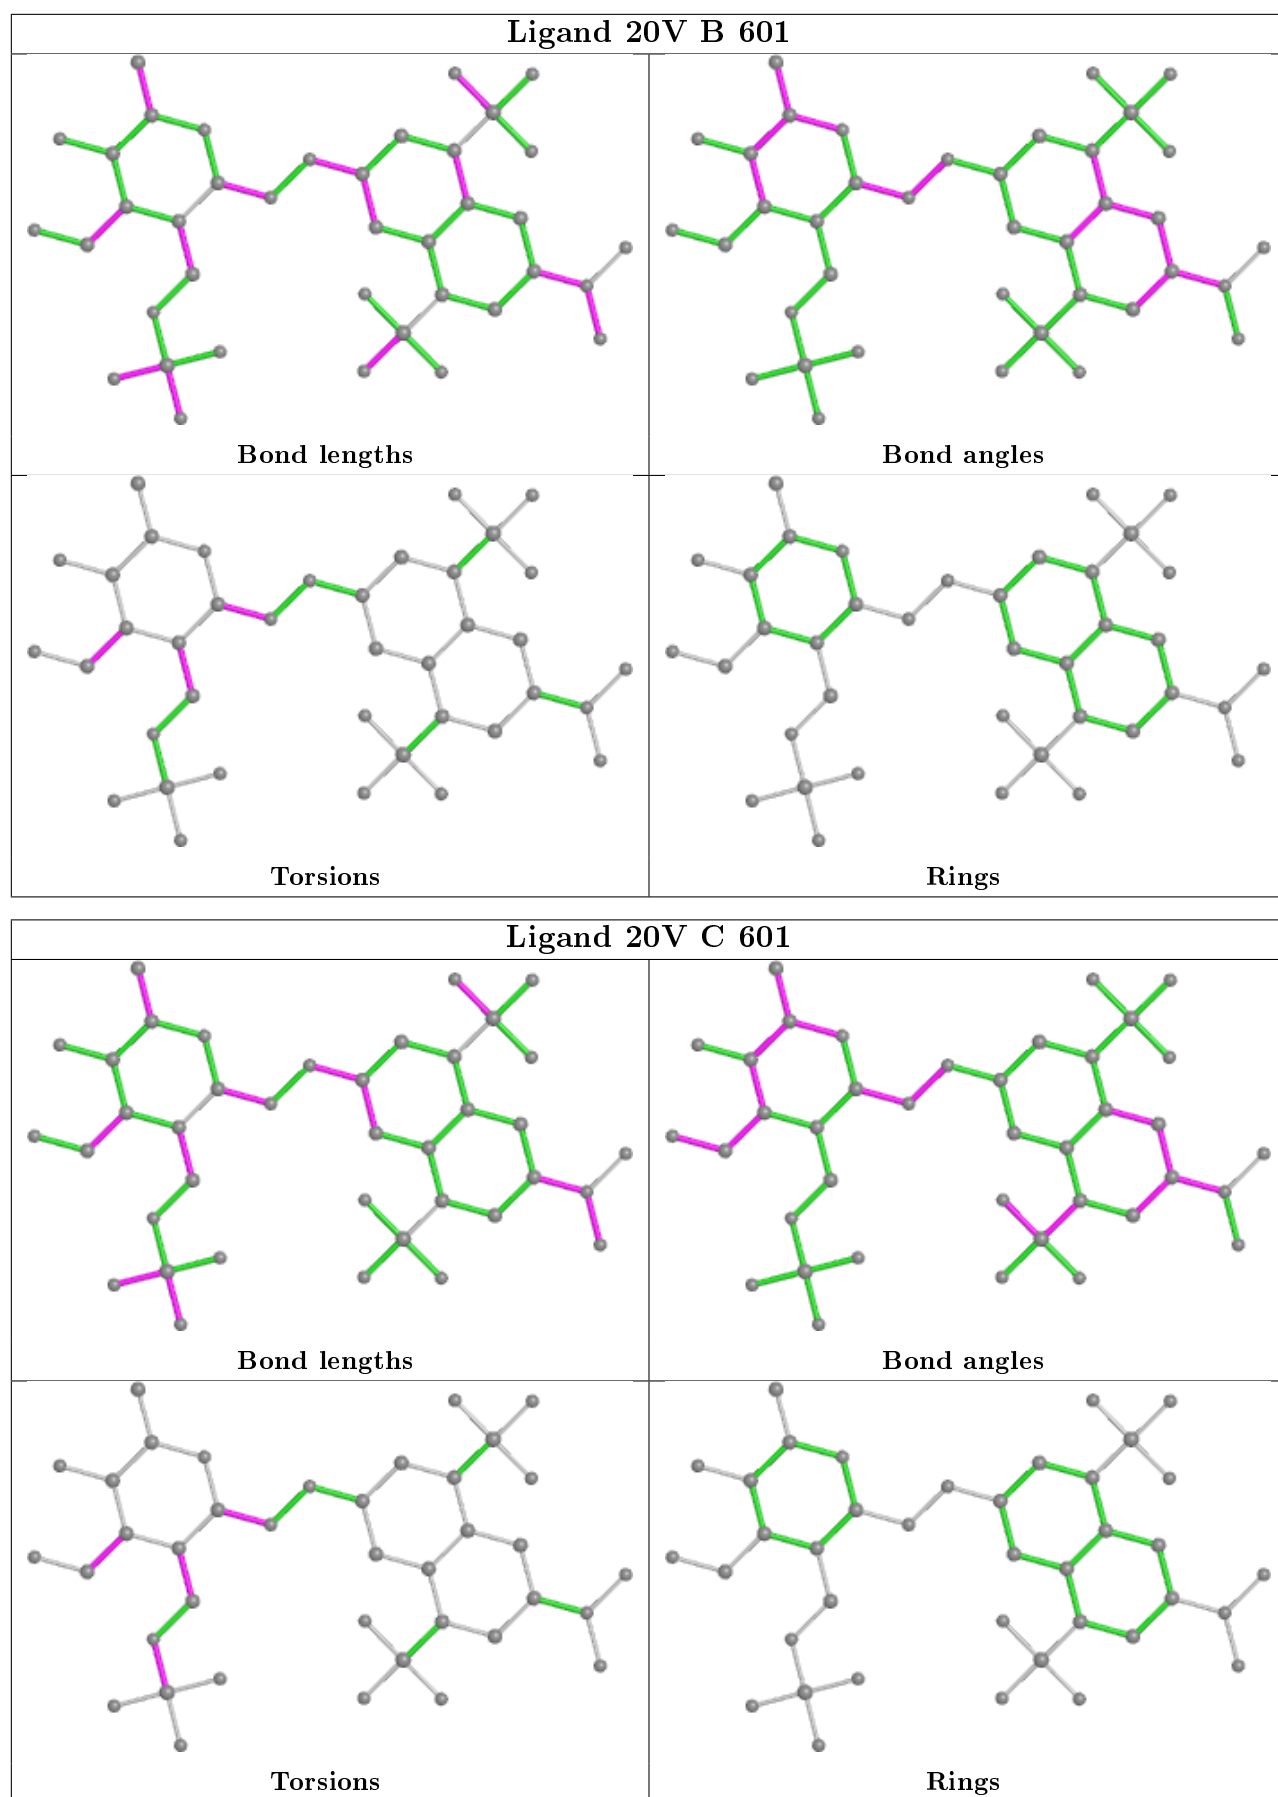 Ligand 20V B 601
Bond lengths
Bond angles
Torsions
Rings
Ligand 20V C 601
Bond lengths
Bond angles
Torsions
Rings